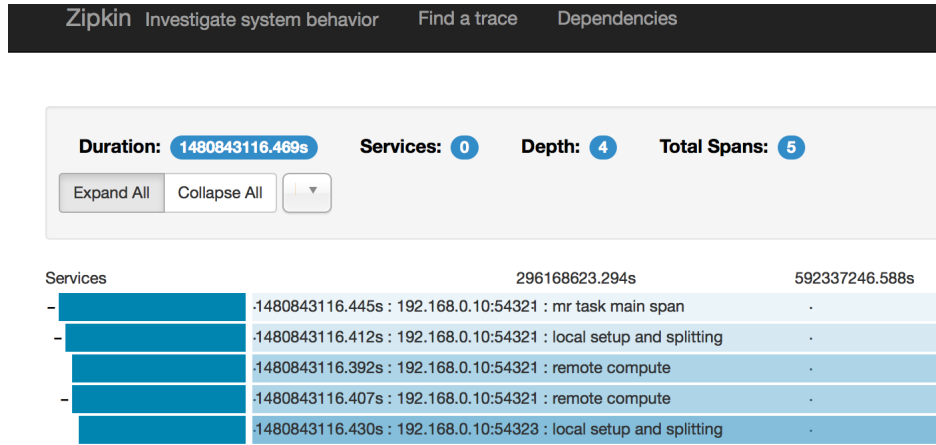 Zipkin Investigate system behavior Find a trace Dependencies
Duration: 1480843116.469s Services: 0 Depth: 4 Total Spans: 5
Expand All Collapse All
Services 296168623.294s 592337246.588s
-1480843116.445s : 192.168.0.10:54321 : mr task main span
-1480843116.412s : 192.168.0.10:54321 : local setup and splitting
-1480843116.392s : 192.168.0.10:54321 : remote compute
-1480843116.407s : 192.168.0.10:54321 : remote compute
-1480843116.430s : 192.168.0.10:54323 : local setup and splitting